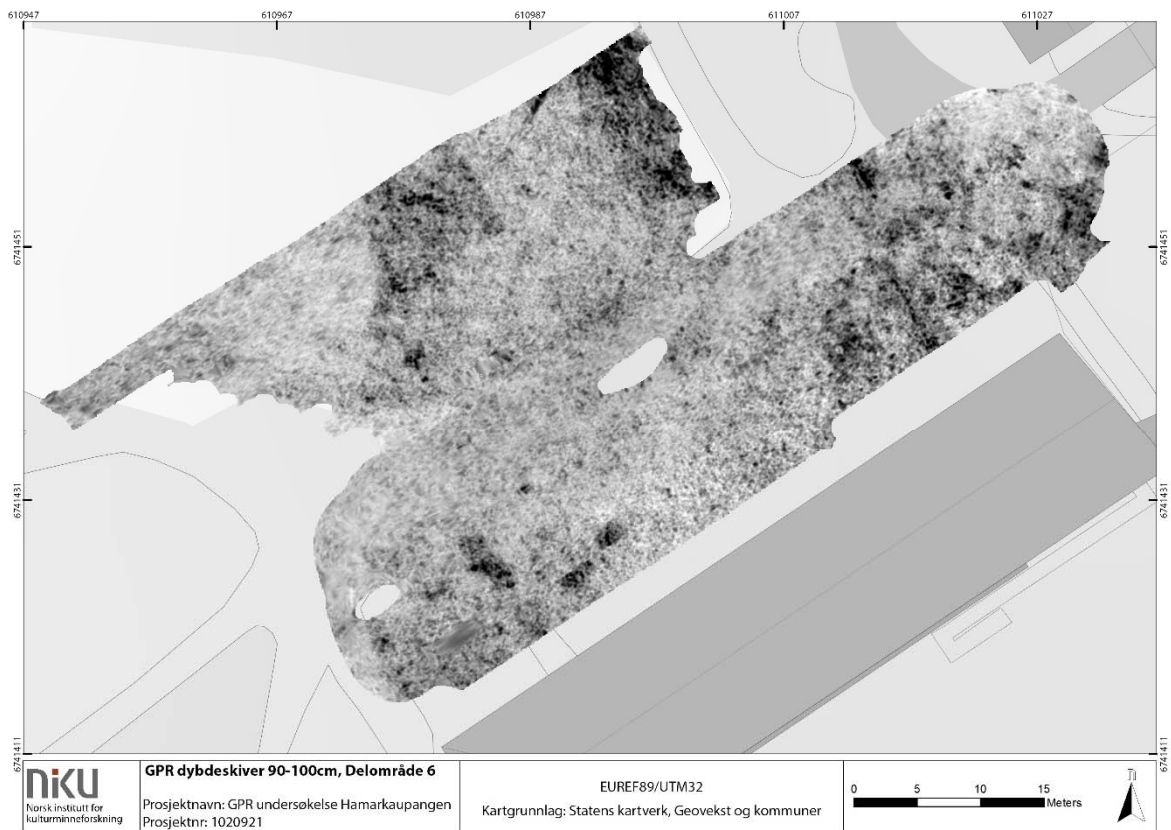 610947 610967 610987 611007 611027
6741451 6741451
6741431 6741431
6741411 6741411
niku
Norsk institutt for
kulturminneforskning
GPR dybdeskiver 90-100cm, Delområde 6
Prosjektnavn: GPR undersøkelse Hamarkaupangen
Prosjektnr: 1020921
EUREF89/UTM32
Kartgrunnlag: Statens kartverk, Geovekst og kommuner
0 5 10 15
Meters